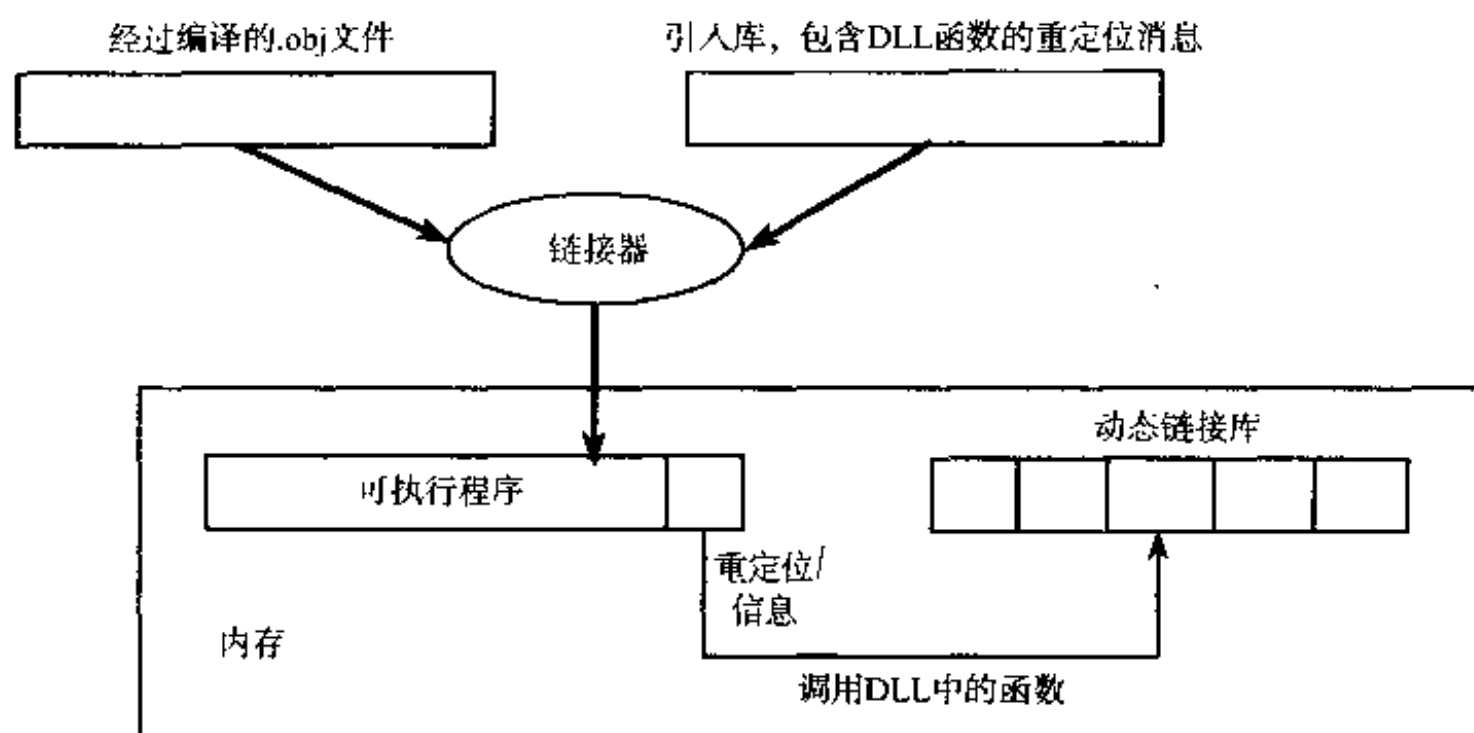 经过编译的.obj文件
引入库，包含DLL函数的重定位消息
链接器
动态链接库
可执行程序
重定位/
信息
内存
调用DLL中的函数